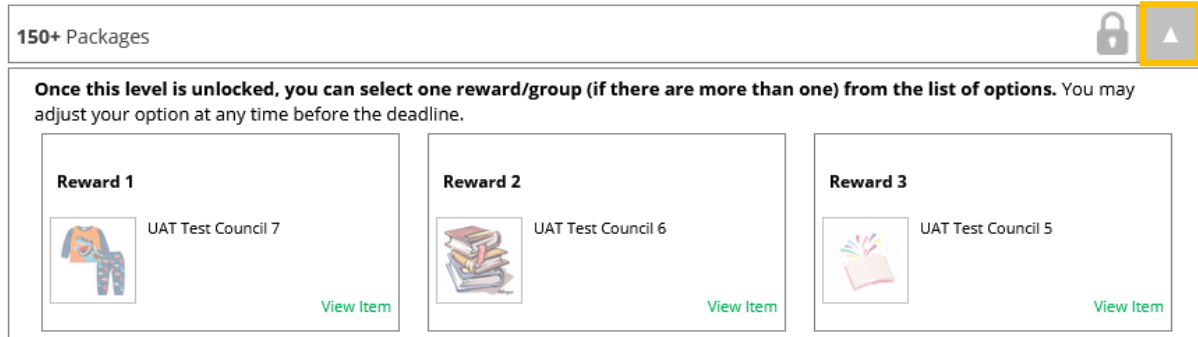 150+ Packages
Once this level is unlocked, you can select one reward/group (if there are more than one) from the list of options. You may
adjust your option at any time before the deadline.
Reward 1
UAT Test Council 7
View Item
Reward 2
UAT Test Council 6
View Item
Reward 3
UAT Test Council 5
View Item